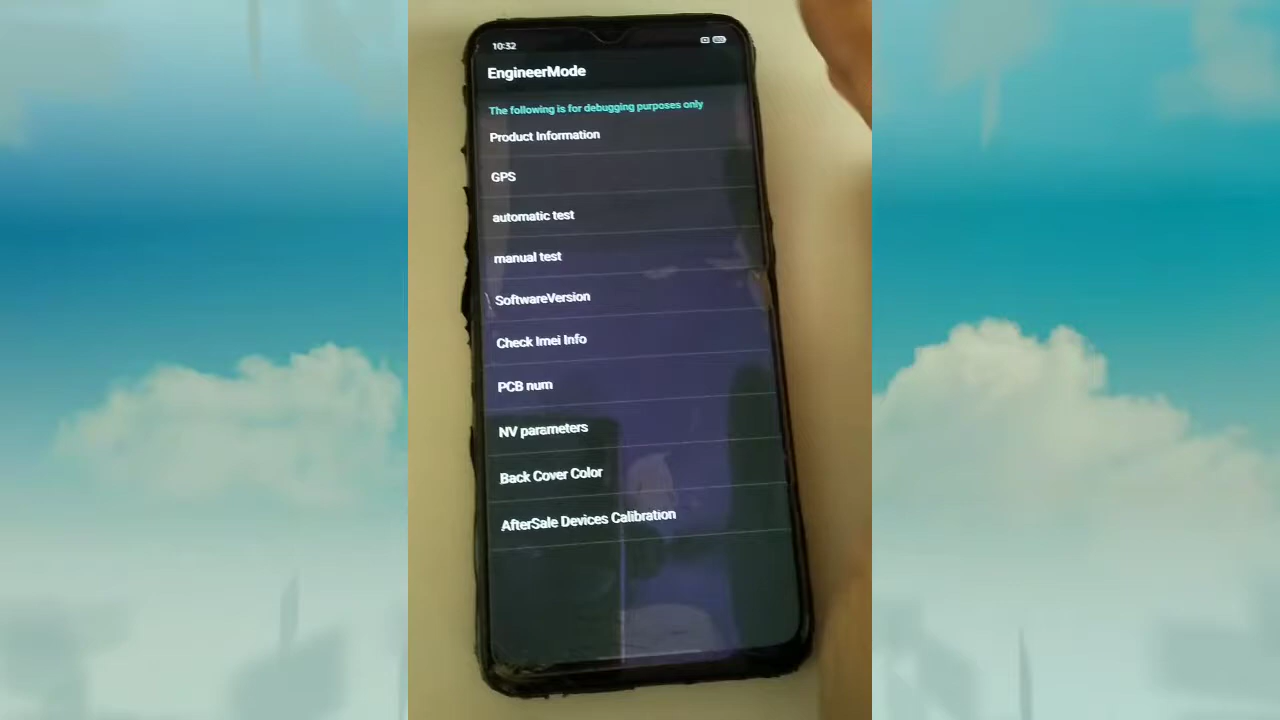 10:32
EngineerMode
The following is for debugging purposes only
Product Information
GPS
automatic test
manual test
SoftwareVersion
Check Imei Info
PCB num
NV parameters
Back Cover Color
AfterSale Devices Calibration